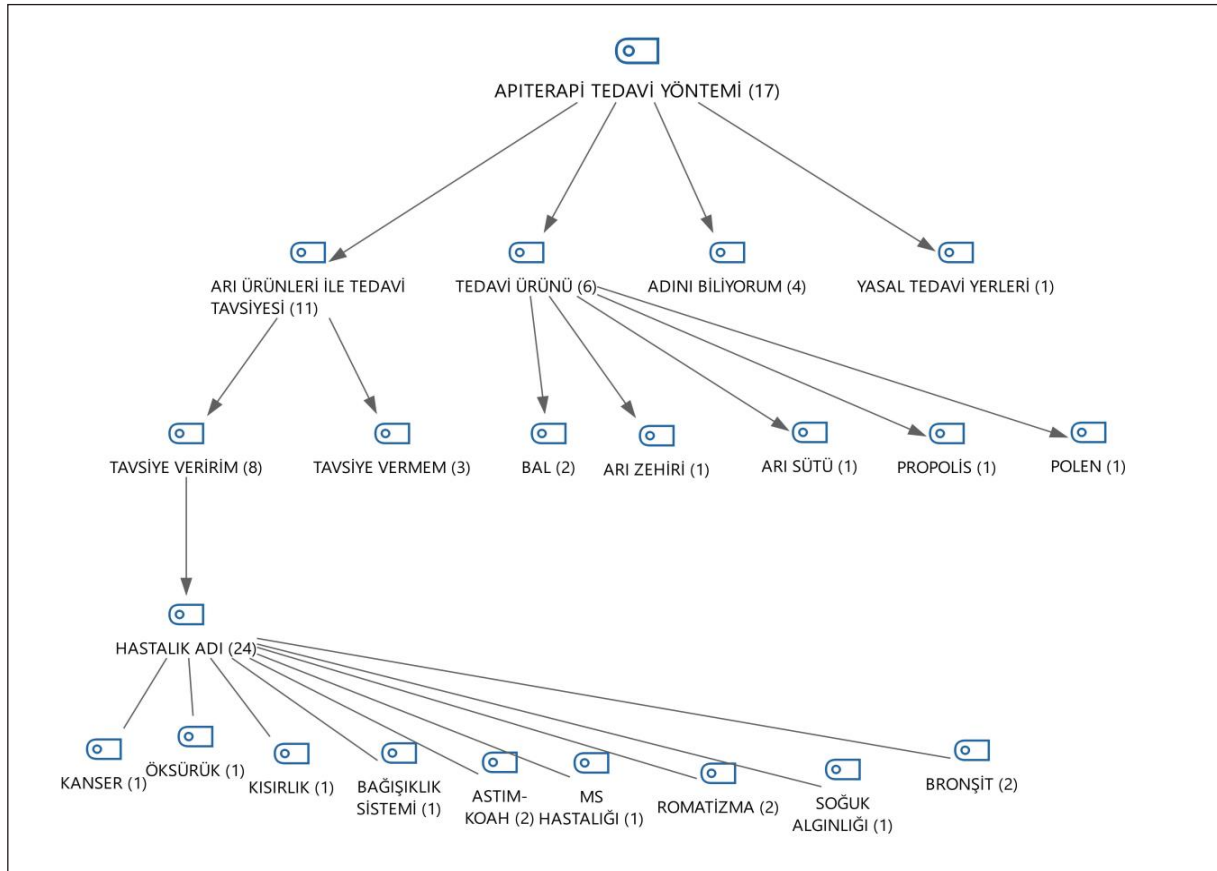 APITERAPİ TEDAVİ YÖNTEMİ (17)
ARI ÜRÜNLERİ İLE TEDAVİ
TAVSİYESİ (11)
TEDAVİ ÜRÜNÜ (6)
ADINI BİLİYORUM (4)
YASAL TEDAVİ YERLERİ (1)
TAVSİYE VERİRİM (8)
TAVSİYE VERMEM (3)
BAL (2)
ARI ZEHİRİ (1)
ARI SÜTÜ (1)
PROPOLİS (1)
POLEN (1)
HASTALIK ADI (24)
KANSER (1)
ÖKSÜRÜK (1)
KISIRLIK (1)
BAĞIŞIKLIK
SİSTEMİ (1)
ASTIM-
KOAH (2)
MS
HASTALIĞI (1)
ROMATİZMA (2)
SOĞUK
ALGINLIĞI (1)
BRONŞİT (2)